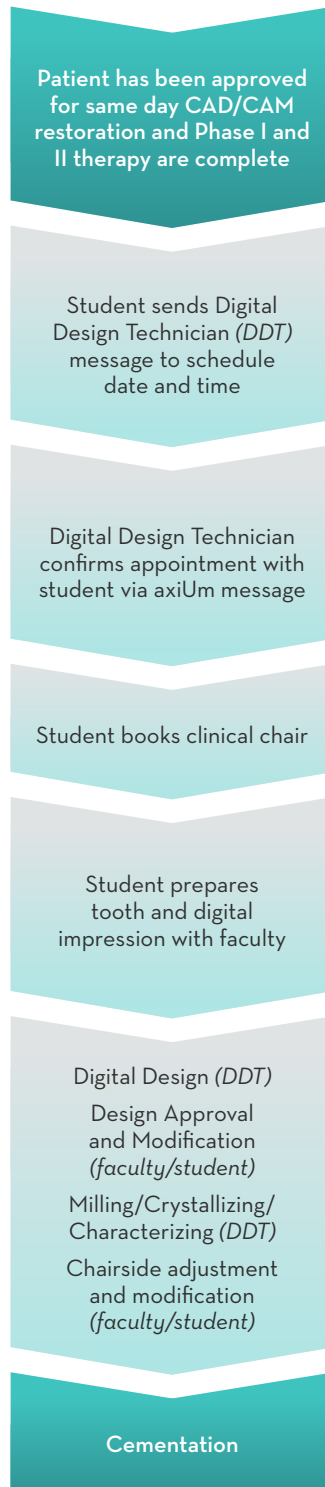 Patient has been approved
for same day CAD/CAM
restoration and Phase I and
II therapy are complete
Student sends Digital
Design Technician (DDT)
message to schedule
date and time
Digital Design Technician
confirms appointment with
student via axiUm message
Student books clinical chair
Student prepares
tooth and digital
impression with faculty
Digital Design (DDT)
Design Approval
and Modification
(faculty/student)
Milling/Crystallizing/
Characterizing (DDT)
Chairside adjustment
and modification
(faculty/student)
Cementation